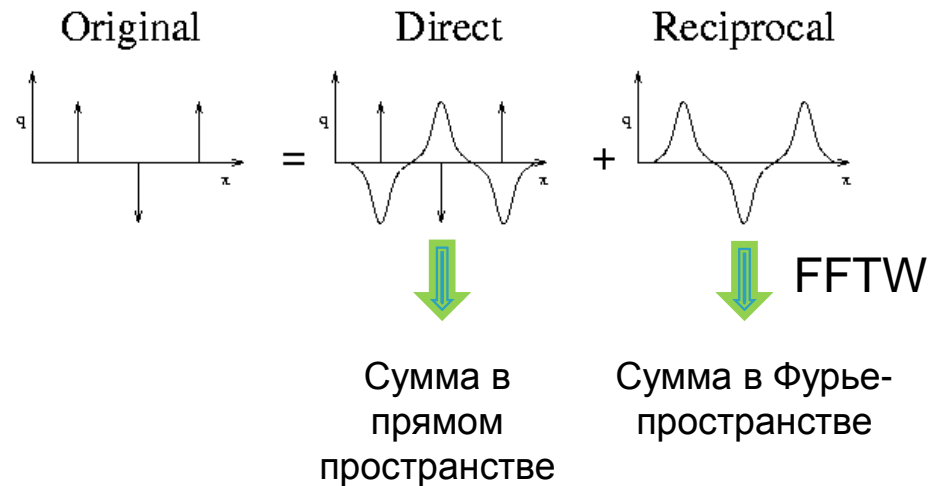 Original Direct Reciprocal
q q q
= +
x x x
FFTW
Сумма в Сумма в Фурье-
прямом пространстве
пространстве